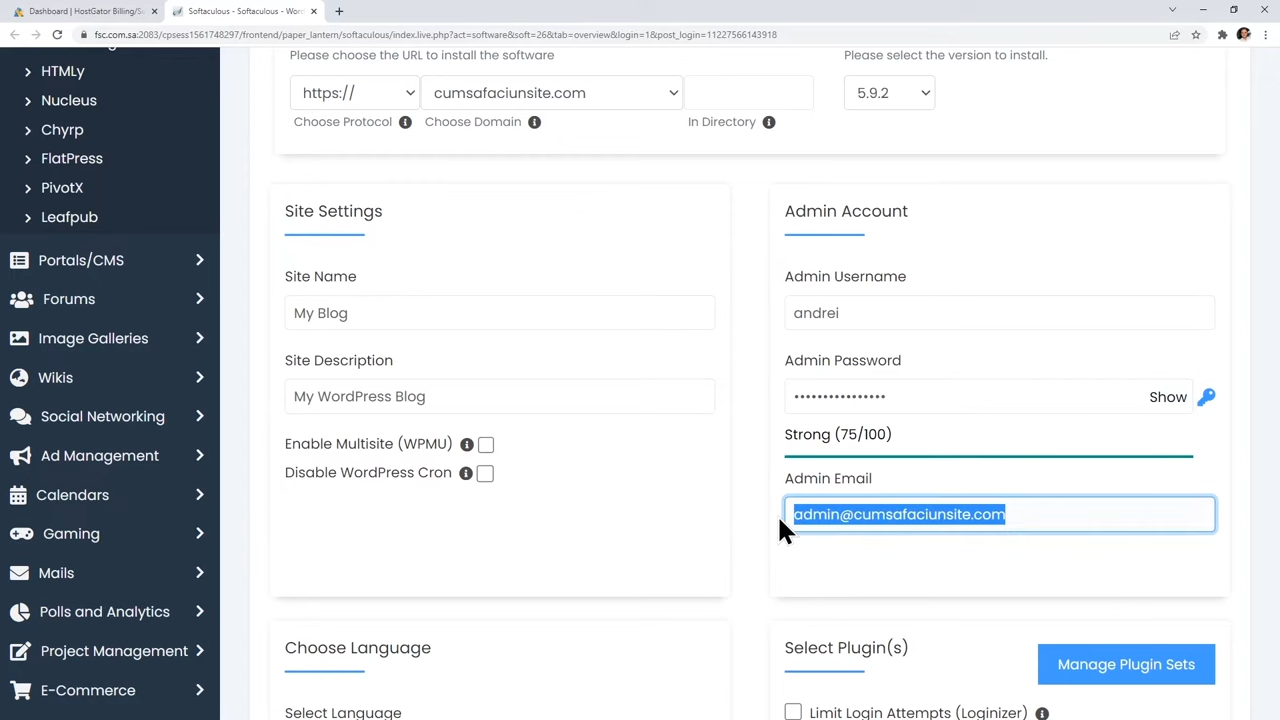 Dashboard | HostGator Billing/Su
Softaculous - Softaculous - Wor
fsc.com.sa:2083/cpsess1561748297/frontend/paper_lantern/softaculous/index.live.php?act=software&soft=26&tab=overview&login=1&post_login=11227566143918
HTMLy
Nucleus
Chyrp
FlatPress
PivotX
Leafpub
Portals/CMS
Forums
Image Galleries
Wikis
Social Networking
Ad Management
Calendars
Gaming
Mails
Polls and Analytics
Project Management
E-Commerce
Please choose the URL to install the software
https://
cumsafaciunsite.com
Choose Protocol
Choose Domain
In Directory
Please select the version to install.
5.9.2
Site Settings
Site Name
My Blog
Site Description
My WordPress Blog
Enable Multisite (WPMU)
Disable WordPress Cron
Admin Account
Admin Username
andrei
Admin Password
•••••••••••••••• Show
Strong (75/100)
Admin Email
admin@cumsafaciunsite.com
Choose Language
Select Language
Select Plugin(s)
Manage Plugin Sets
Limit Login Attempts (Loginizer)